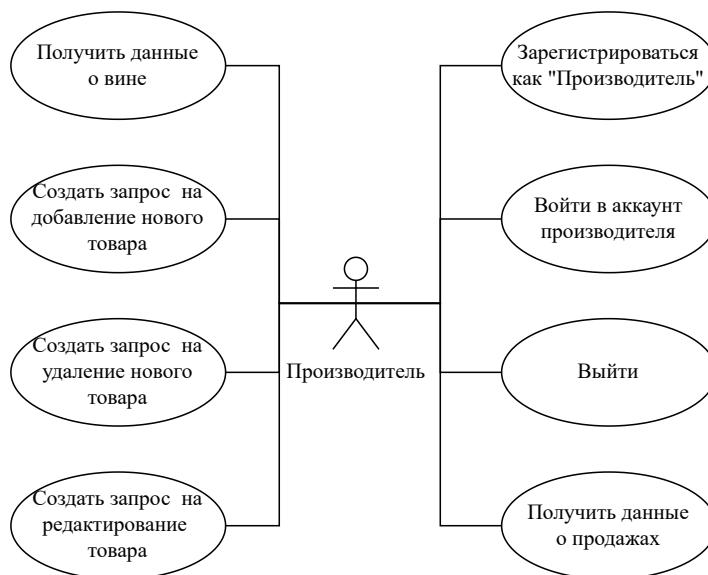 Получить данные
о вине
Зарегистрироваться
как "Производитель"
Создать запрос  на
добавление нового
товара
Войти в аккаунт
производителя
Создать запрос  на
удаление нового
товара
Производитель
Выйти
Создать запрос  на
редактирование
товара
Получить данные
о продажах